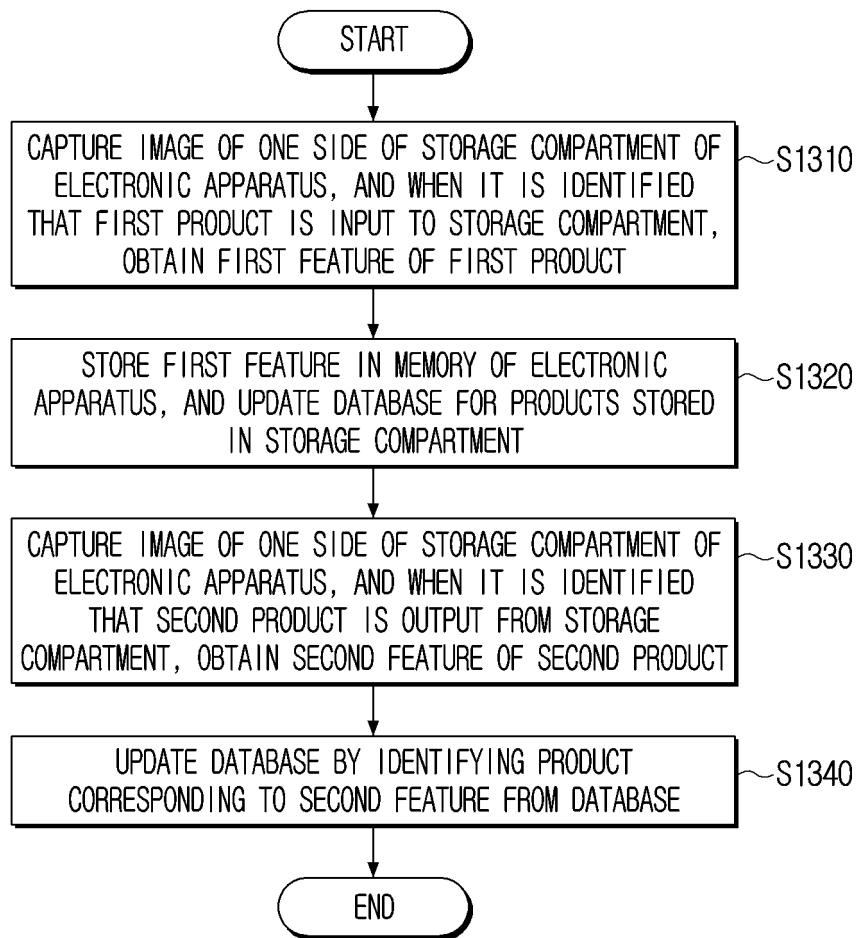 START
CAPTURE IMAGE OF ONE SIDE OF STORAGE COMPARTMENT OF
ELECTRONIC APPARATUS, AND WHEN IT IS IDENTIFIED
THAT FIRST PRODUCT IS INPUT TO STORAGE COMPARTMENT,
OBTAIN FIRST FEATURE OF FIRST PRODUCT
S1310
STORE FIRST FEATURE IN MEMORY OF ELECTRONIC
APPARATUS, AND UPDATE DATABASE FOR PRODUCTS STORED
IN STORAGE COMPARTMENT
S1320
CAPTURE IMAGE OF ONE SIDE OF STORAGE COMPARTMENT OF
ELECTRONIC APPARATUS, AND WHEN IT IS IDENTIFIED
THAT SECOND PRODUCT IS OUTPUT FROM STORAGE
COMPARTMENT, OBTAIN SECOND FEATURE OF SECOND PRODUCT
S1330
UPDATE DATABASE BY IDENTIFYING PRODUCT
CORRESPONDING TO SECOND FEATURE FROM DATABASE
S1340
END